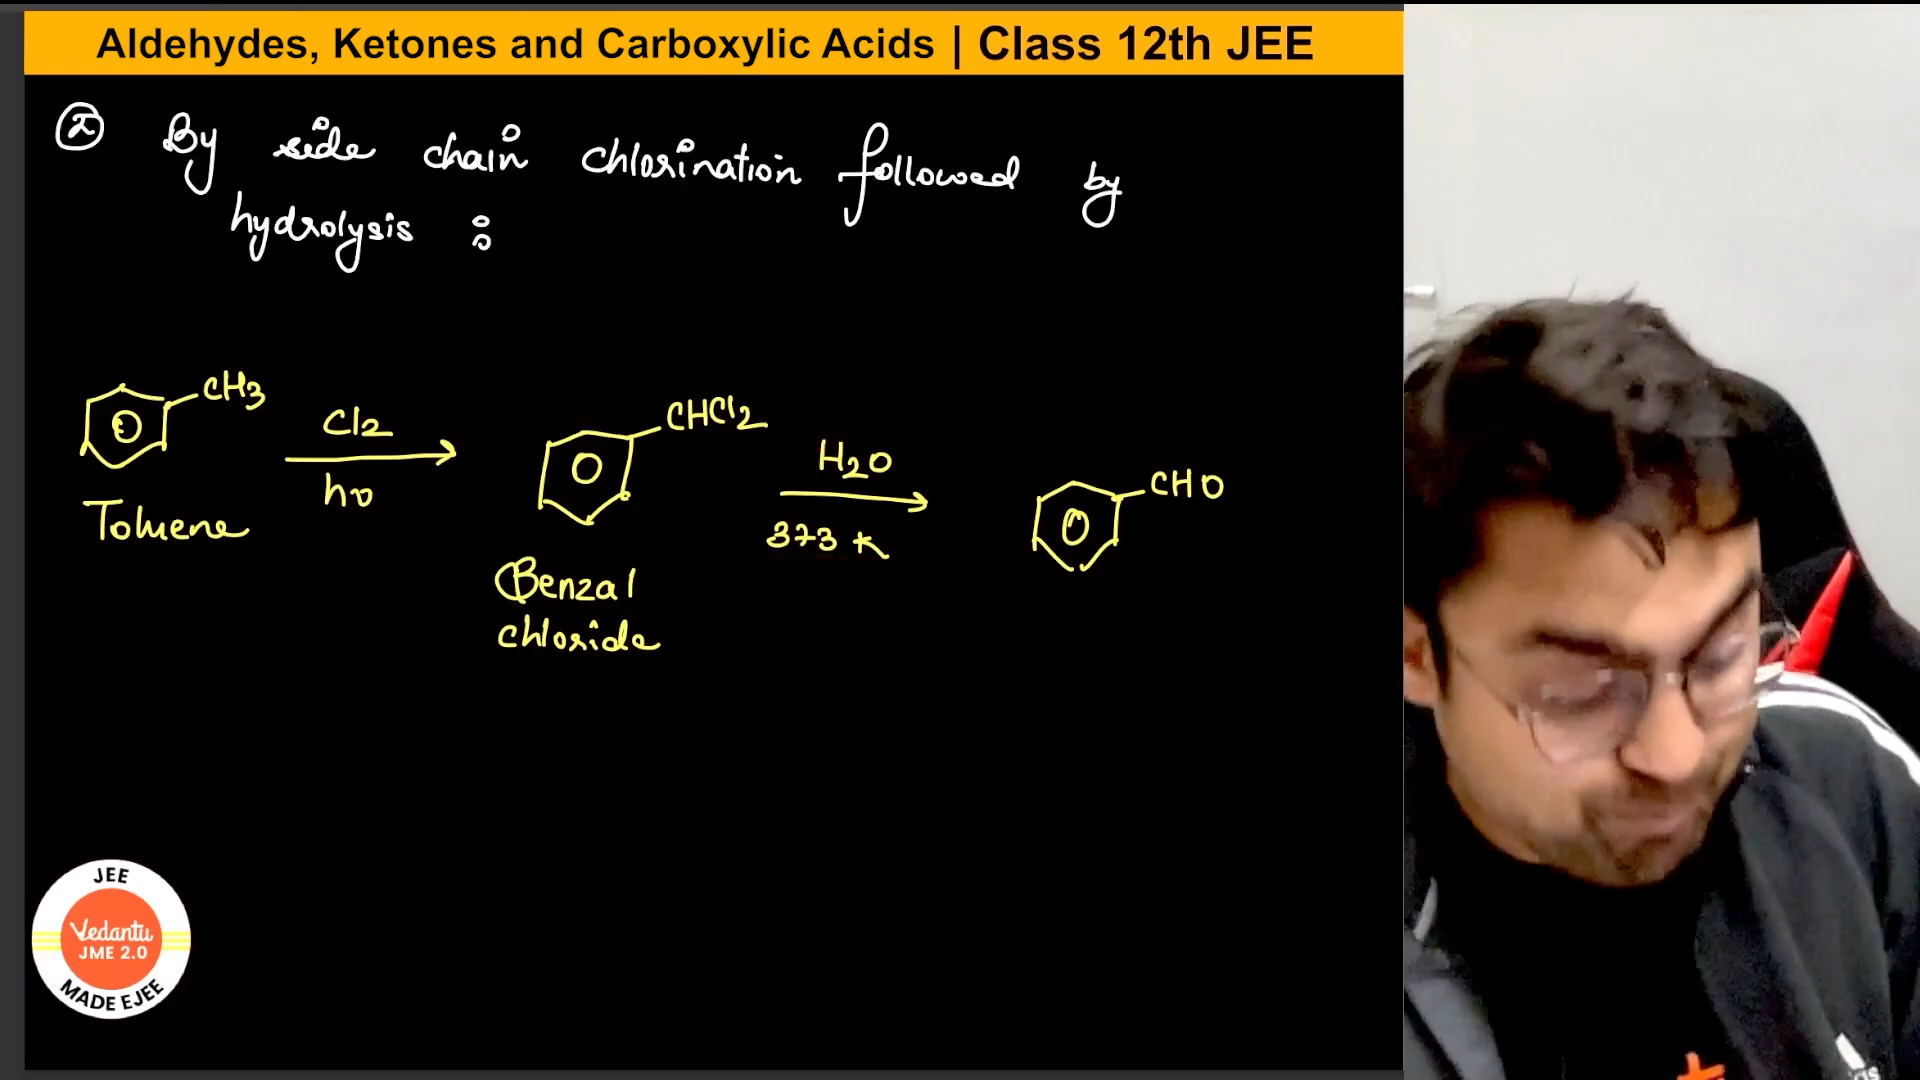 Aldehydes, Ketones and Carboxylic Acids | Class 12th JEE
② By side chain chlorination followed by
hydrolysis :
CH3
Cl2
hν
Toluene
CHCl2
Benzal
chloride
H2O
373 K
CHO
JEE
Vedantu
JME 2.0
MADE EJEE